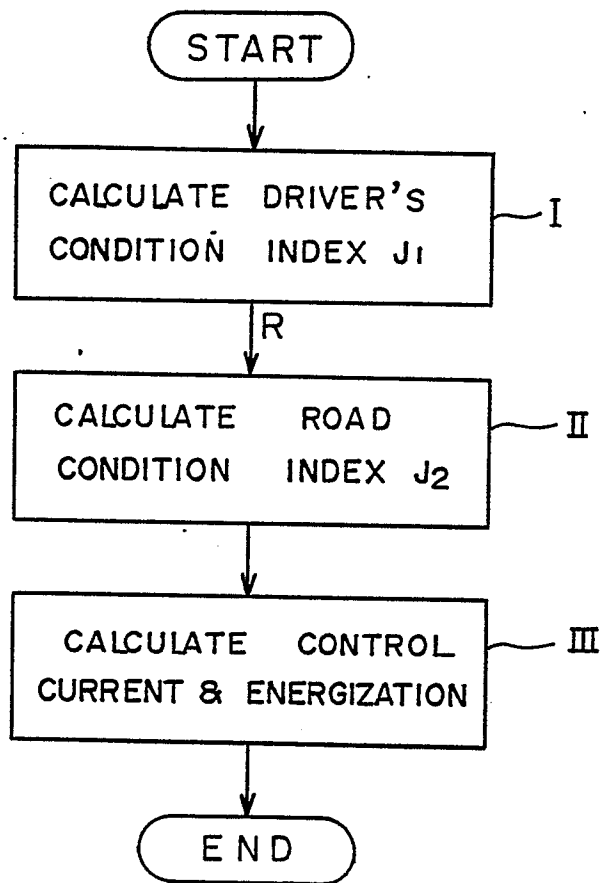 START
CALCULATE DRIVER'S
CONDITION INDEX J1
I
R
CALCULATE ROAD
CONDITION INDEX J2
II
CALCULATE CONTROL
CURRENT & ENERGIZATION
III
END